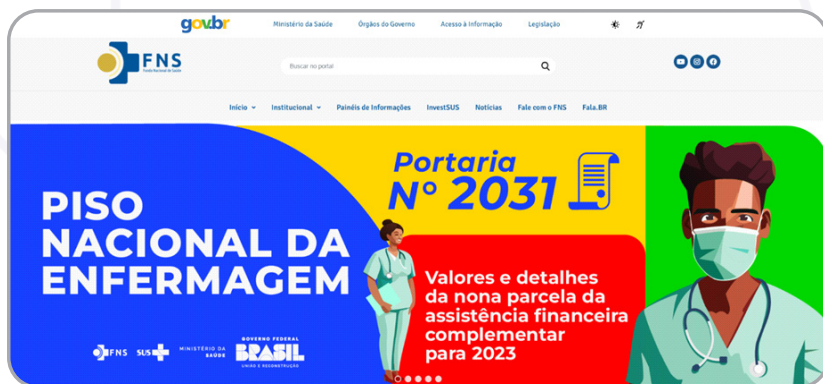 gov.br
Ministério da Saúde Órgãos do Governo Acesso à Informação Legislação
FNS
Fundo Nacional de Saúde
Buscar no portal
Início Institucional Painéis de Informações InvestSUS Notícias Fale com o FNS Fala.BR
PISO
NACIONAL DA
ENFERMAGEM
Portaria
Nº 2031
Valores e detalhes
da nona parcela da
assistência financeira
complementar
para 2023
FNS SUS MINISTÉRIO DA
SAÚDE
GOVERNO FEDERAL
BRASIL
UNIÃO E RECONSTRUÇÃO